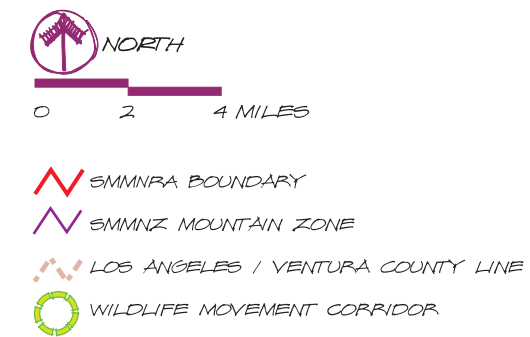 NORTH
0 2 4 MILES
SMMNRA BOUNDARY
SMMNZ MOUNTAIN ZONE
LOS ANGELES / VENTURA COUNTY LINE
WILDLIFE MOVEMENT CORRIDOR